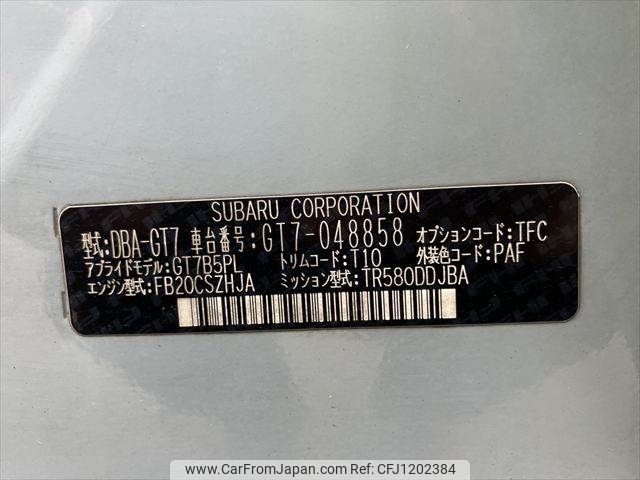 SUBARU CORPORATION
型式:DBA-GT7 車台番号:GT7-048858 オプションコード:TFC
アプライドモデル:GT7B5PL トリムコード:T10 外装色コード:PAF
エンジン型式:FB20CSZHJA ミッション型式:TR580DDJBA
www.CarFromJapan.com - CFJ1202384